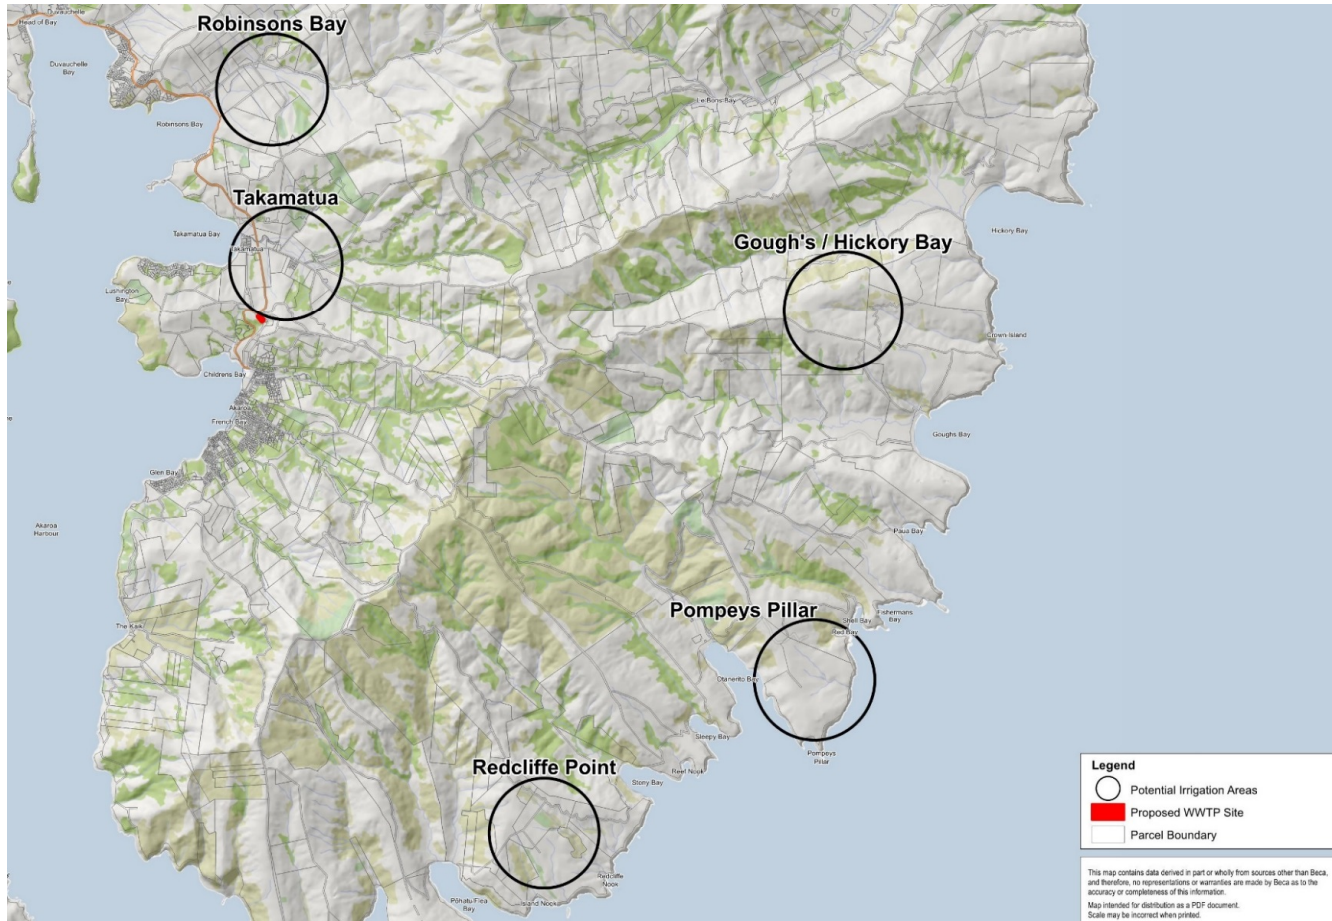 Duvauchelle
Head of Bay
Robinsons Bay
Duvauchelle
Bay
Le Bons Bay
Robinsons Bay
Takamatua
Takamatua Bay
Takamatua
Hickory Bay
Gough's / Hickory Bay
Lushington
Bay
Crown Island
Childrens Bay
Akaroa
French Bay
Goughs Bay
Glen Bay
Akaroa
Harbour
Paua Bay
Pompeys Pillar
Fishermans
Bay
Shell Bay
Red Bay
The Kaik
Otanerito Bay
Sleepy Bay
Pompeys
Pillar
Redcliffe Point
Reef Nook
Stony Bay
Redcliffe
Nook
Pōhatu/Flea
Bay
Island Nook
Legend
Potential Irrigation Areas
Proposed WWTP Site
Parcel Boundary
This map contains data derived in part or wholly from sources other than Beca,
and therefore, no representations or warranties are made by Beca as to the
accuracy or completeness of this information.
Map intended for distribution as a PDF document.
Scale may be incorrect when printed.